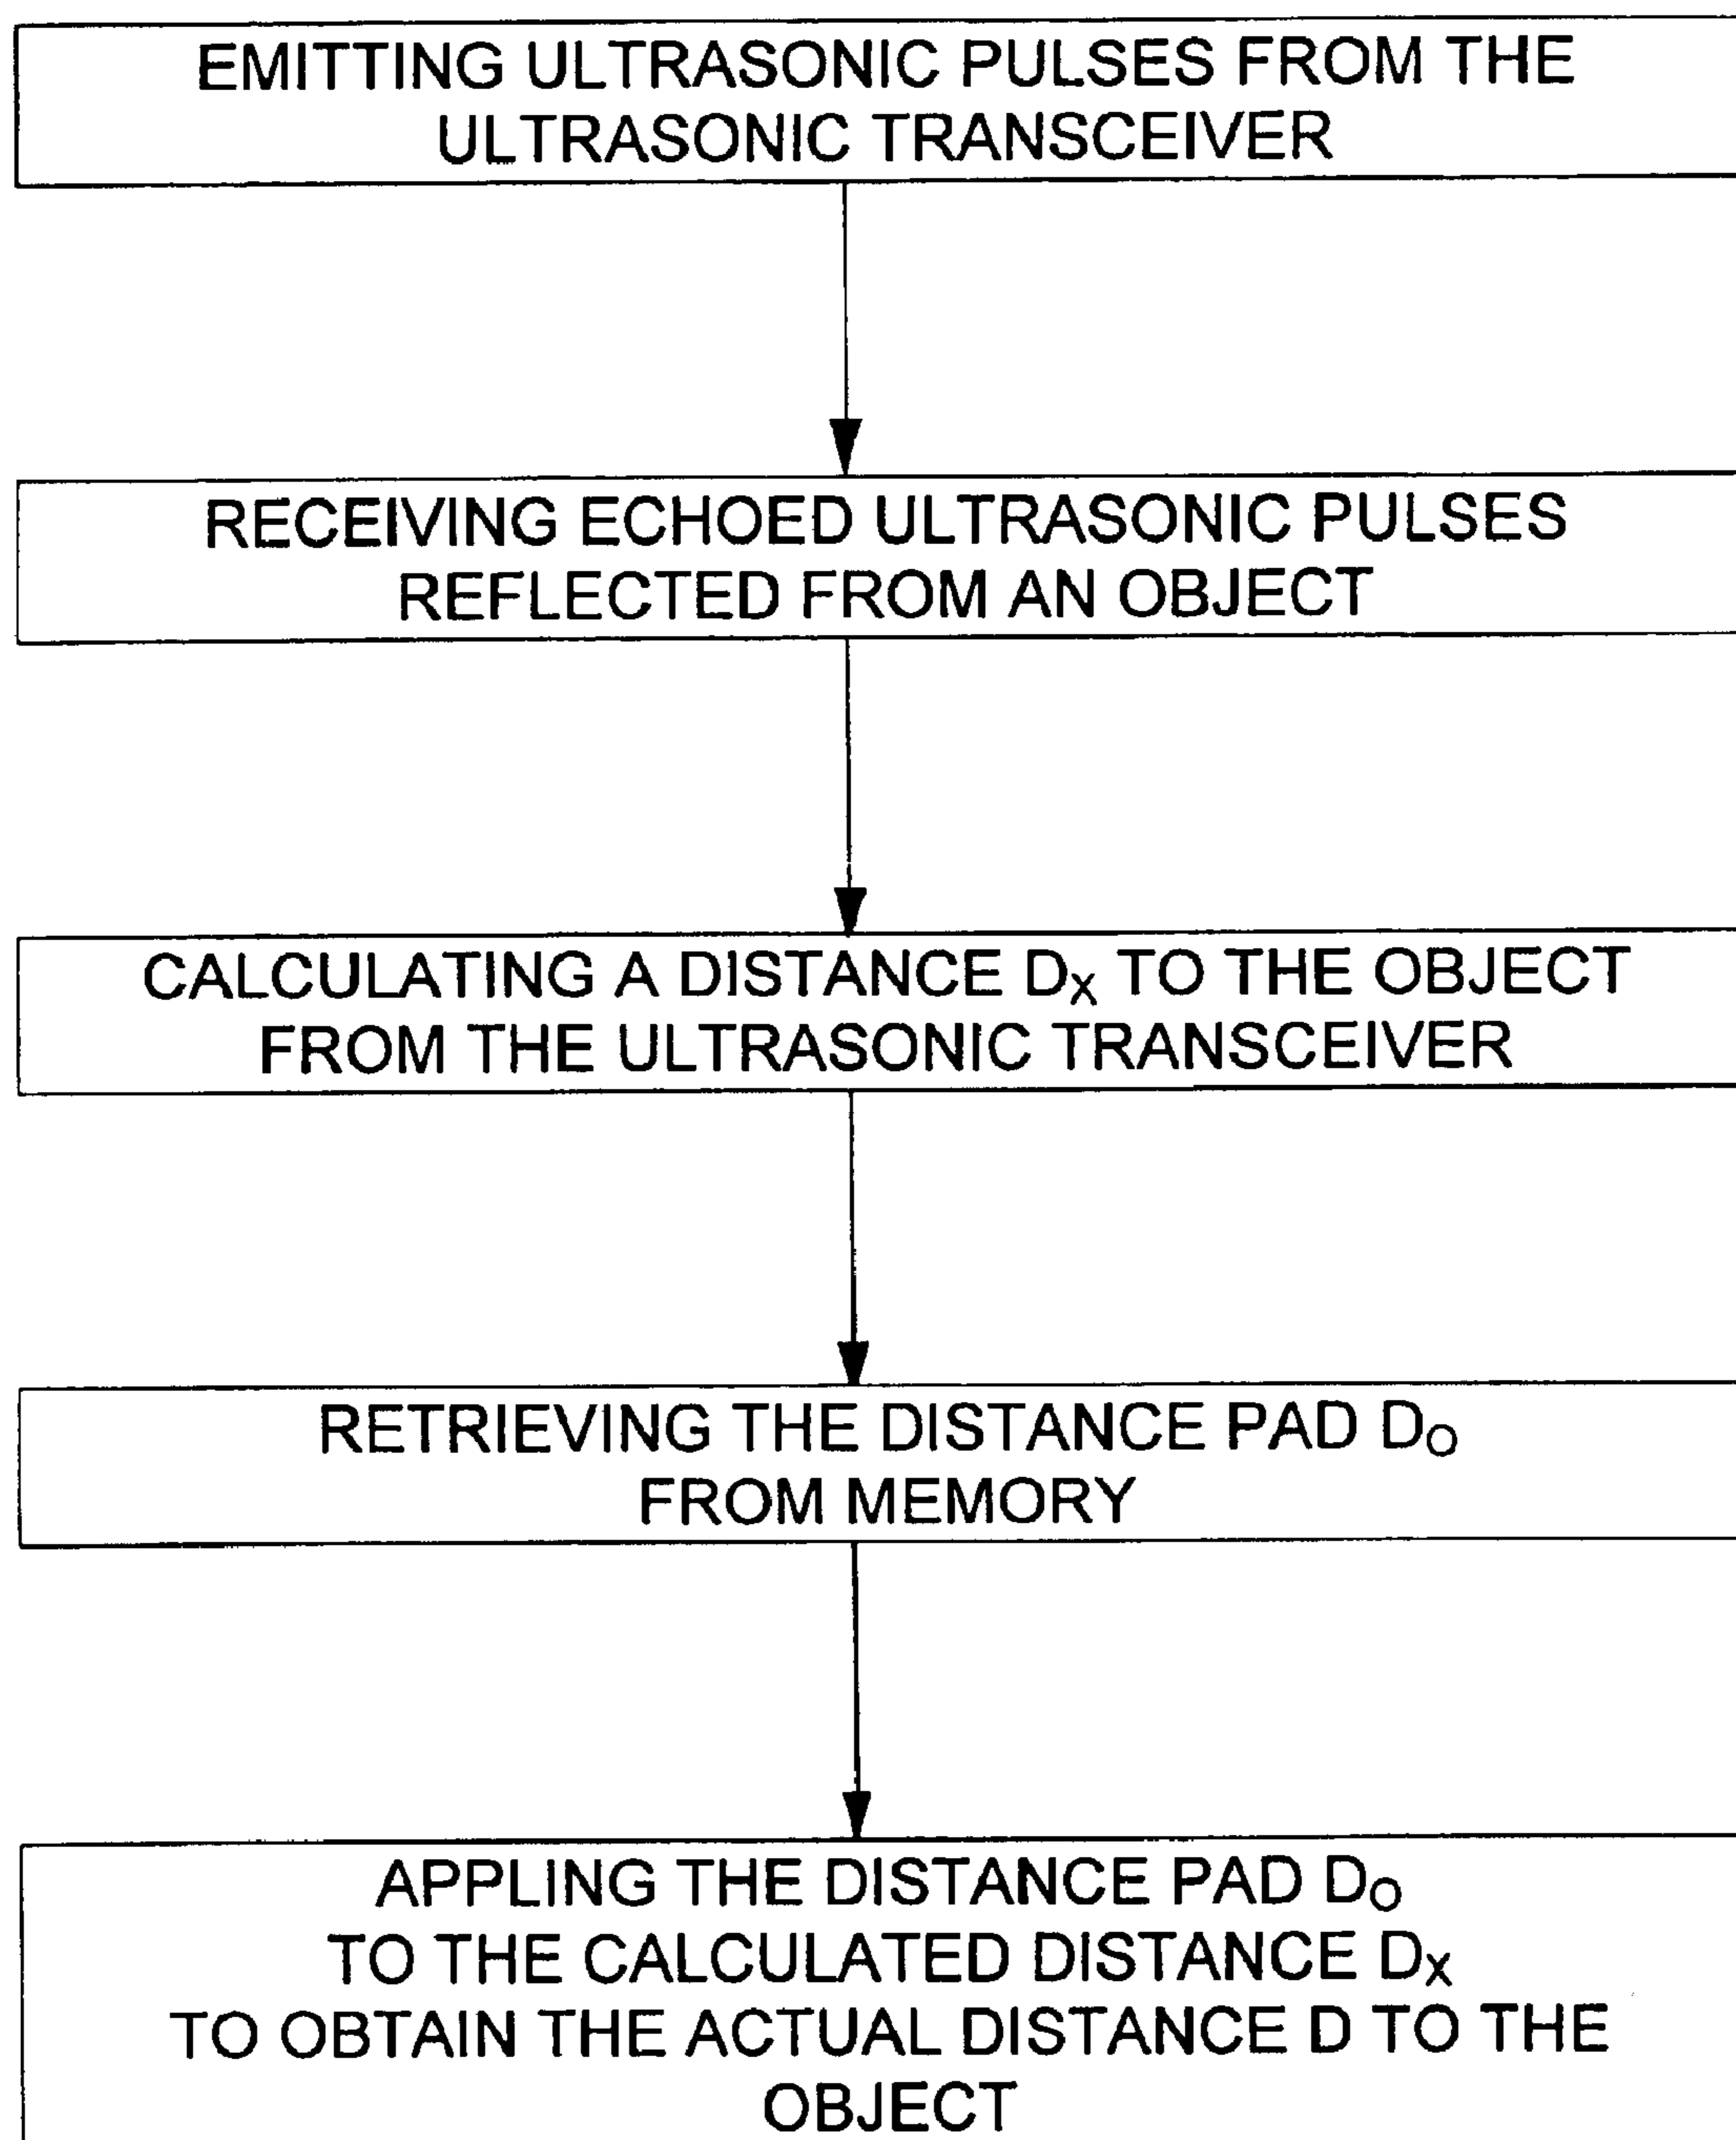 EMITTING ULTRASONIC PULSES FROM THE
ULTRASONIC TRANSCEIVER
RECEIVING ECHOED ULTRASONIC PULSES
REFLECTED FROM AN OBJECT
CALCULATING A DISTANCE Dₓ TO THE OBJECT
FROM THE ULTRASONIC TRANSCEIVER
RETRIEVING THE DISTANCE PAD Dₒ
FROM MEMORY
APPLING THE DISTANCE PAD Dₒ
TO THE CALCULATED DISTANCE Dₓ
TO OBTAIN THE ACTUAL DISTANCE D TO THE
OBJECT